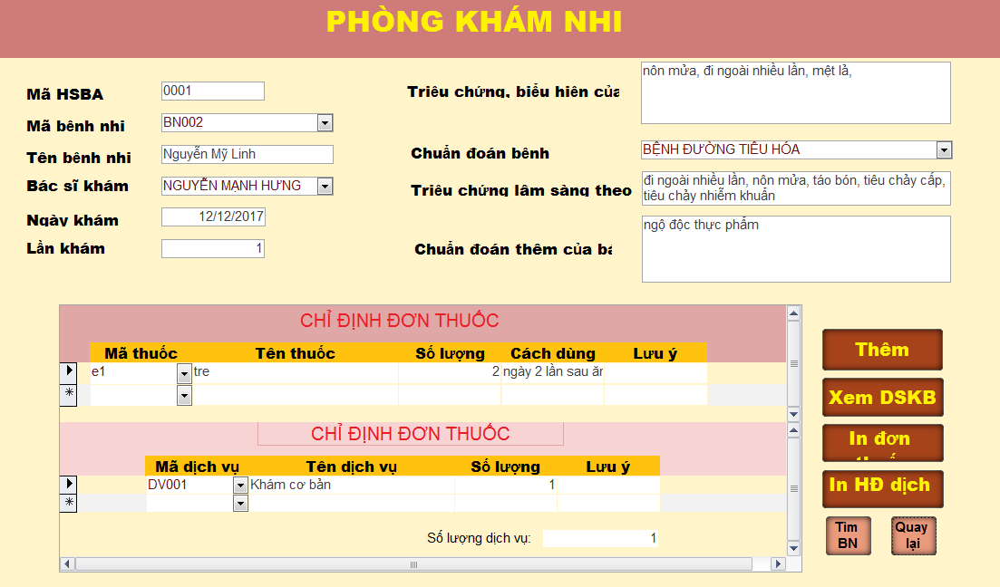 PHÒNG KHÁM NHI
Mã HSBA
0001
Mã bênh nhi
BN002
Tên bênh nhi
Nguyễn Mỹ Linh
Bác sĩ khám
NGUYỄN MẠNH HƯNG
Ngày khám
12/12/2017
Lần khám
1
Triêu chứng, biểu hiên của
nôn mửa, đi ngoài nhiều lần, mệt lả,
Chuẩn đoán bênh
BỆNH ĐƯỜNG TIÊU HÓA
Triêu chứng lâm sàng theo
đi ngoài nhiều lần, nôn mửa, táo bón, tiêu chảy cấp,
tiêu chảy nhiễm khuẩn
Chuẩn đoán thêm của bá
ngộ độc thực phẩm
CHỈ ĐỊNH ĐƠN THUỐC
Mã thuốc Tên thuốc Số lượng Cách dùng Lưu ý
e1 tre 2 ngày 2 lần sau ăn
CHỈ ĐỊNH ĐƠN THUỐC
Mã dịch vụ Tên dịch vụ Số lượng Lưu ý
DV001 Khám cơ bản 1
Số lượng dịch vụ: 1
Thêm
Xem DSKB
In đơn
thuốc
In HĐ dịch
Tìm
BN
Quay
lại